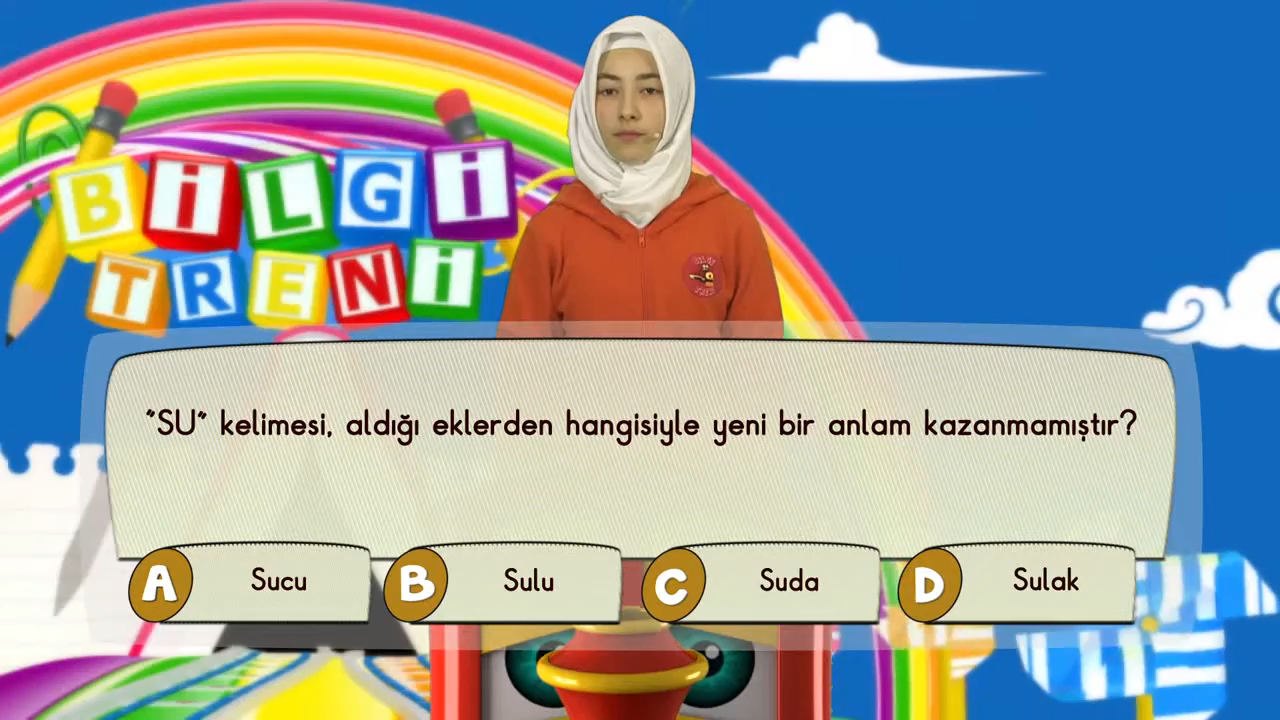 BİLGİ
TRENİ
"SU" kelimesi, aldığı eklerden hangisiyle yeni bir anlam kazanmamıştır?
A Sucu
B Sulu
C Suda
D Sulak